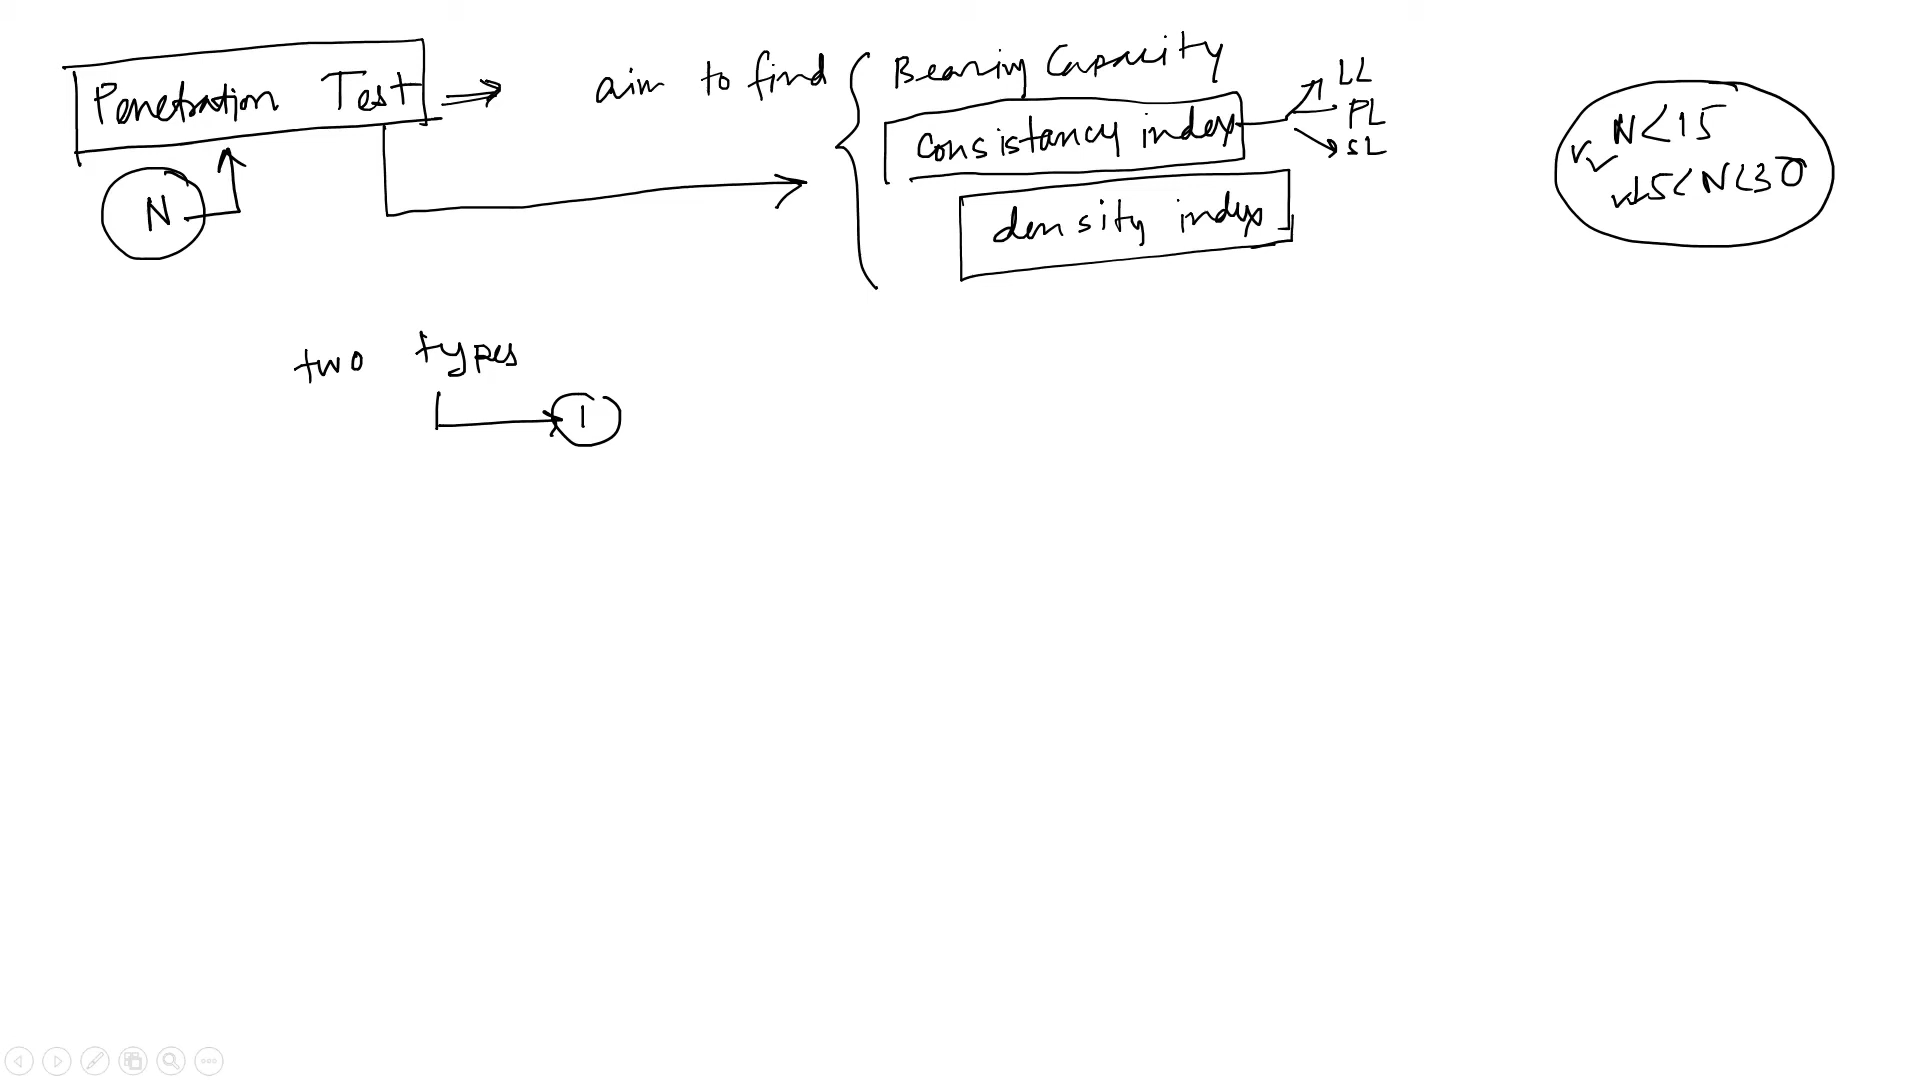 Penetration Test aim to find Bearing Capacity
consistancy index LL
PL
SL
density index
N
N<15
15<N<30
two types
1